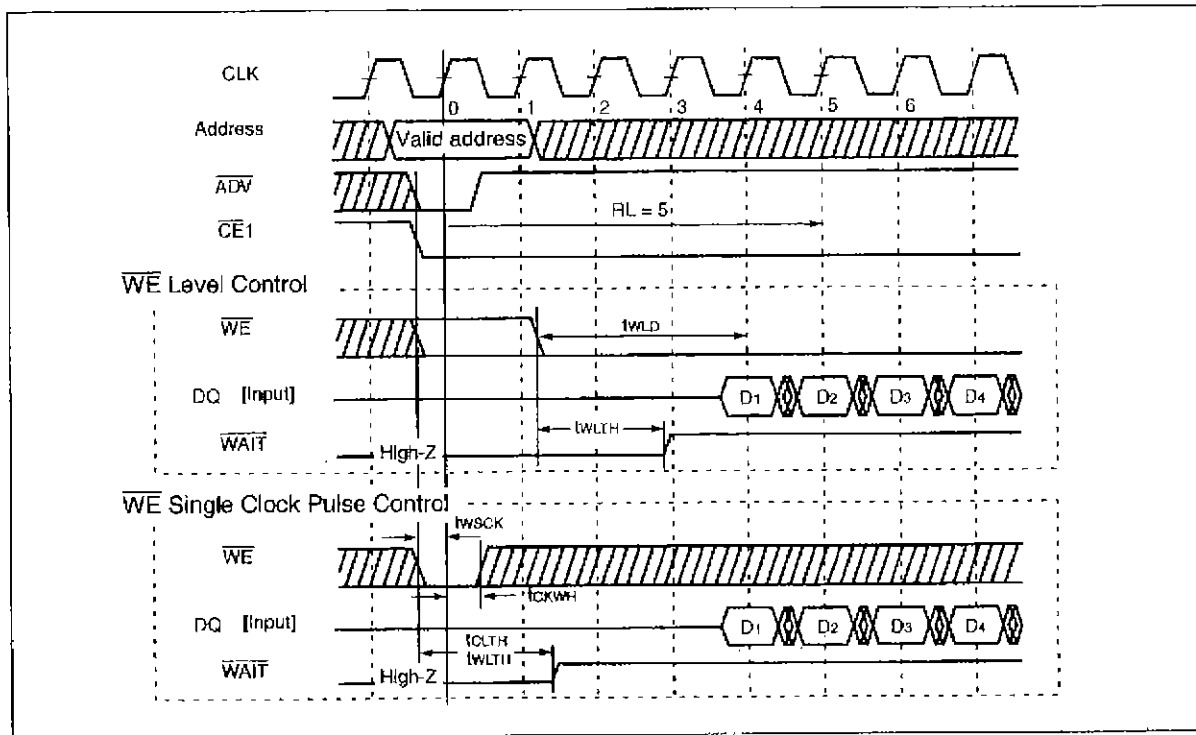 CLK
0 1 2 3 4 5 6
Address Valid address
ADV
RL = 5
CE1
WE Level Control
WE tWLD
DQ [Input] D1 D2 D3 D4
tWLTH
WAIT High-Z
WE Single Clock Pulse Control
tWSCK
WE
tCKWH
DQ [Input] D1 D2 D3 D4
tCLTH
tWLTH
WAIT High-Z